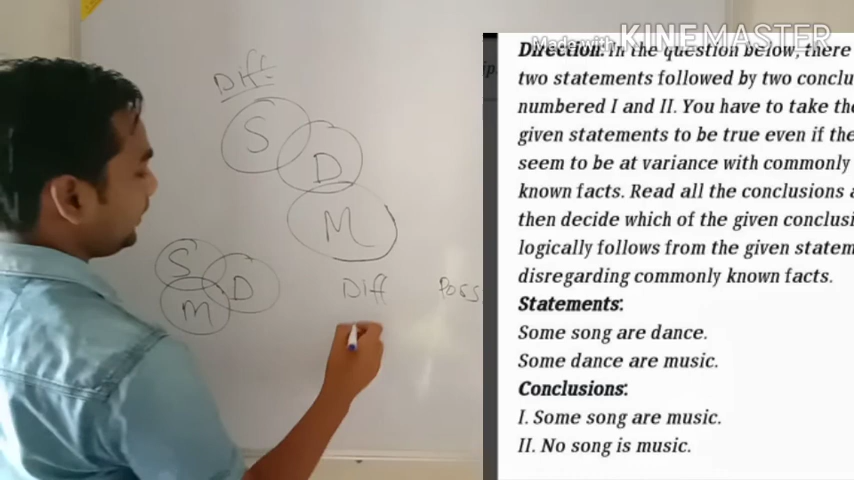 Made with KINEMASTER
Diff
S
D
M
S
D
M
Diff
Poss
Direction: In the question below, there
two statements followed by two conclu
numbered I and II. You have to take the
given statements to be true even if the
seem to be at variance with commonly
known facts. Read all the conclusions a
then decide which of the given conclusi
logically follows from the given statem
disregarding commonly known facts.
Statements:
Some song are dance.
Some dance are music.
Conclusions:
I. Some song are music.
II. No song is music.